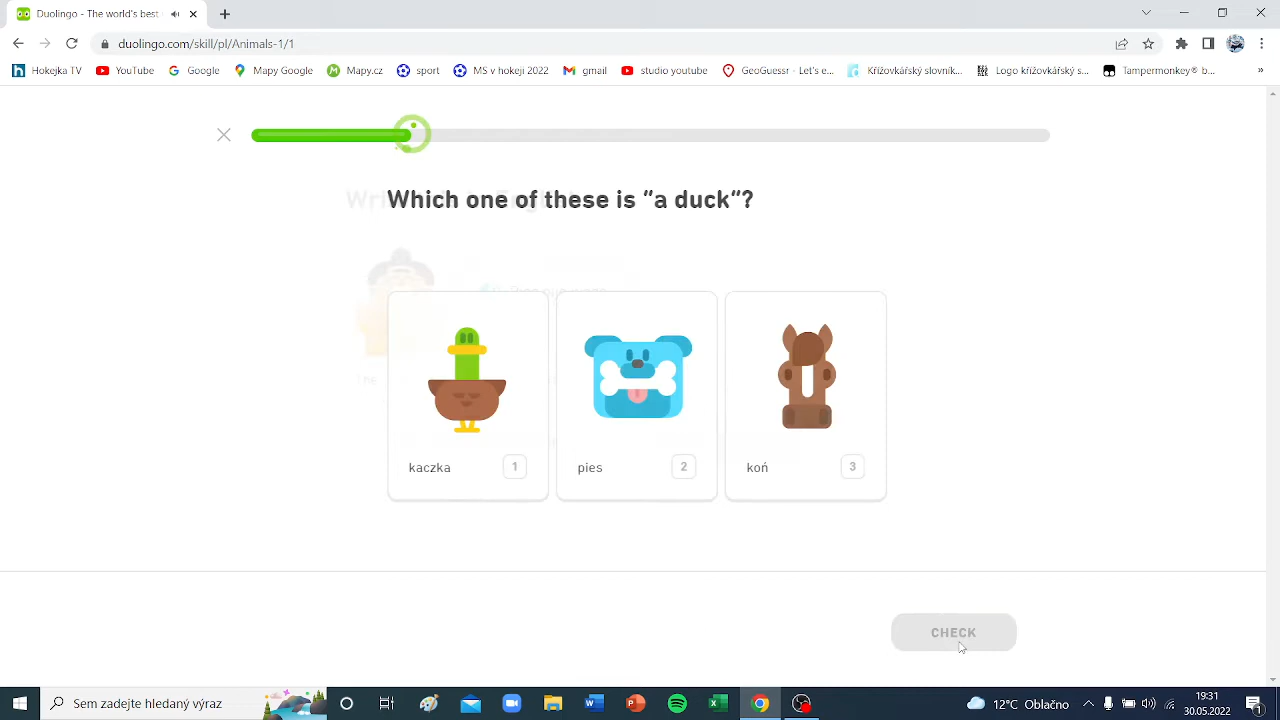 Duolingo - The world's best
duolingo.com/skill/pl/Animals-1/1
Hokejka TV YouTube Google Mapy Google Mapy.cz sport MS v hokeji 2022 gmail studio youtube GeoGuessr - Let's e... Křížovkářský slovník... Logo křížovkářský s... Tampermonkey® b... »
Which one of these is “a duck”?
kaczka 1
pies 2
koń 3
CHECK
Sem zadejte hledaný výraz
12°C Oblačno
19:31
30.05.2022